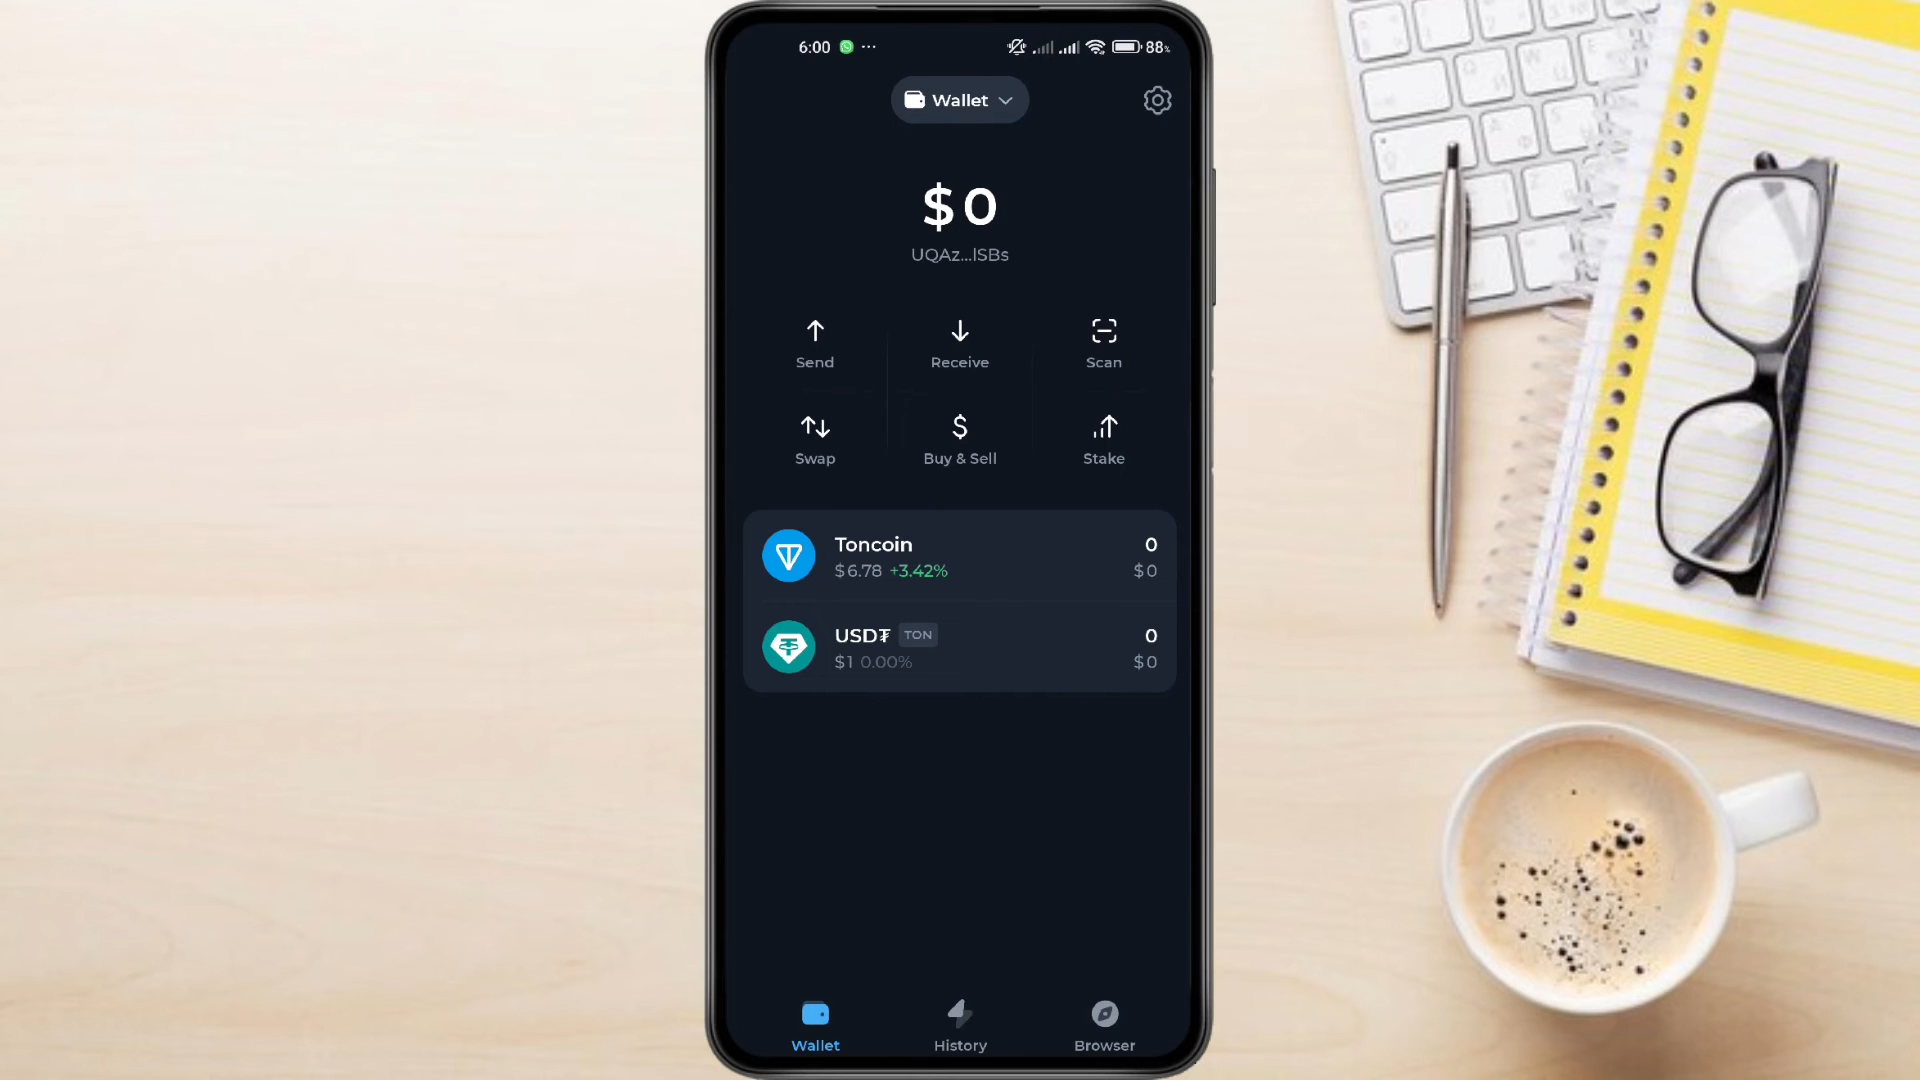 6:00 ... 88%
Wallet
$0
UQAz...lSBs
Send Receive Scan
Swap Buy & Sell Stake
Toncoin 0
$6.78 +3.42% $0
USD₮ TON 0
$1 0.00% $0
Wallet History Browser